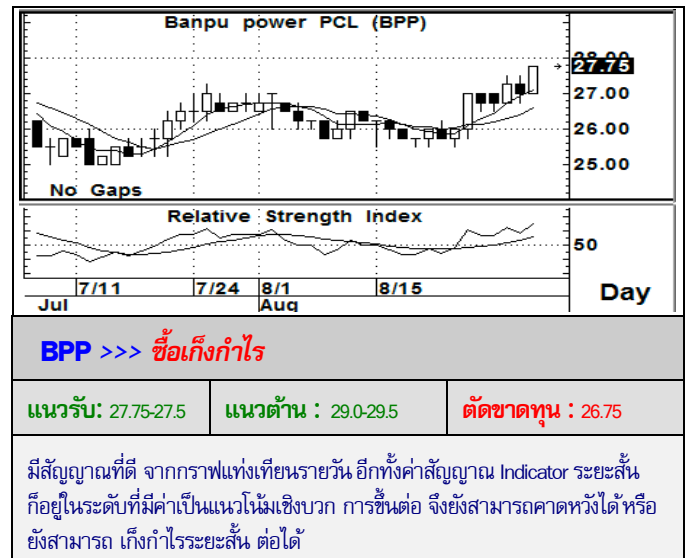 Banpu power PCL (BPP)
28.00
27.75
27.00
26.00
25.00
No Gaps
Relative Strength Index
50
7/11 7/24 8/1 8/15
Jul Aug
Day
BPP >>> ซื้อเก็งกำไร
แนวรับ: 27.75-27.5 แนวต้าน : 29.0-29.5 ตัดขาดทุน : 26.75
มีสัญญาณที่ดี จากกราฟแท่งเทียนรายวัน อีกทั้งค่าสัญญาณ Indicator ระยะสั้น
ก็อยู่ในระดับที่มีค่าเป็นแนวโน้มเชิงบวก การขึ้นต่อ จึงยังสามารถคาดหวังได้ หรือ
ยังสามารถ เก็งกำไรระยะสั้น ต่อได้